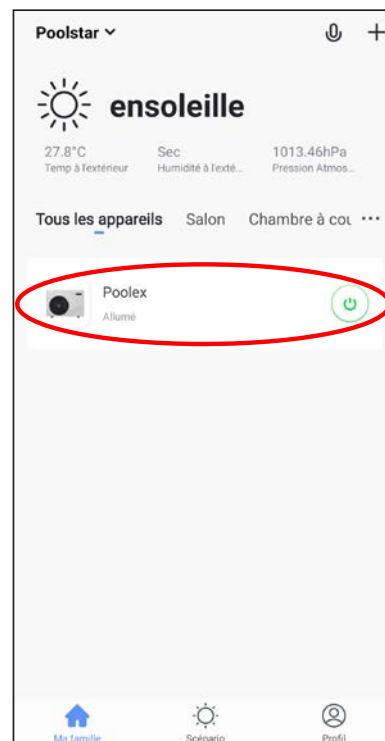 Poolstar
ensoleille
27.8°C Sec 1013.46hPa
Temp à l'extérieur Humidité à l'exté... Pression Atmos...
Tous les appareils Salon Chambre à cou ...
Poolex
Allumé
Ma famille Scénario Profil